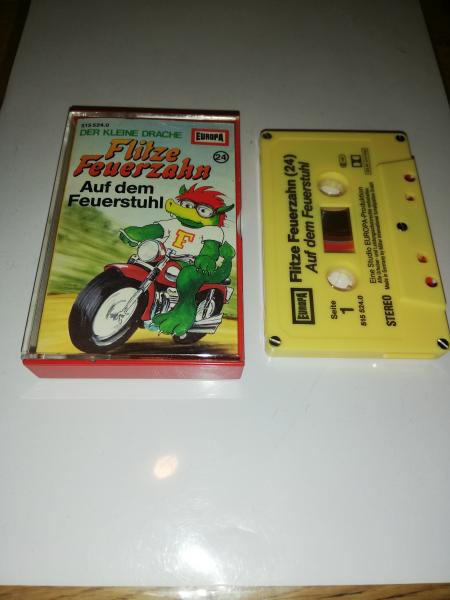 515 524.0
DER KLEINE DRACHE
EUROPA
Flitze
Feuerzahn
24
Auf dem
Feuerstuhl
F
EUROPA
Flitze Feuerzahn (24)
Auf dem Feuerstuhl
Seite
1
515 524.0
Eine Studio EUROPA-Produktion
STEREO